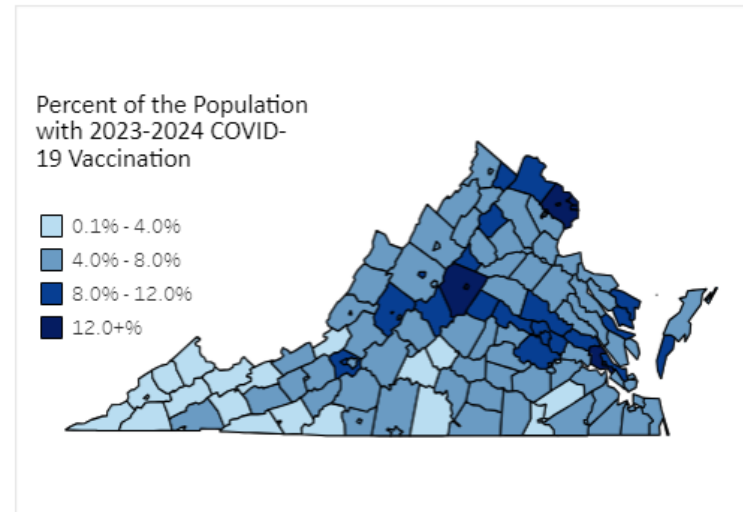 Percent of the Population
with 2023-2024 COVID-
19 Vaccination
0.1% - 4.0%
4.0% - 8.0%
8.0% - 12.0%
12.0+%